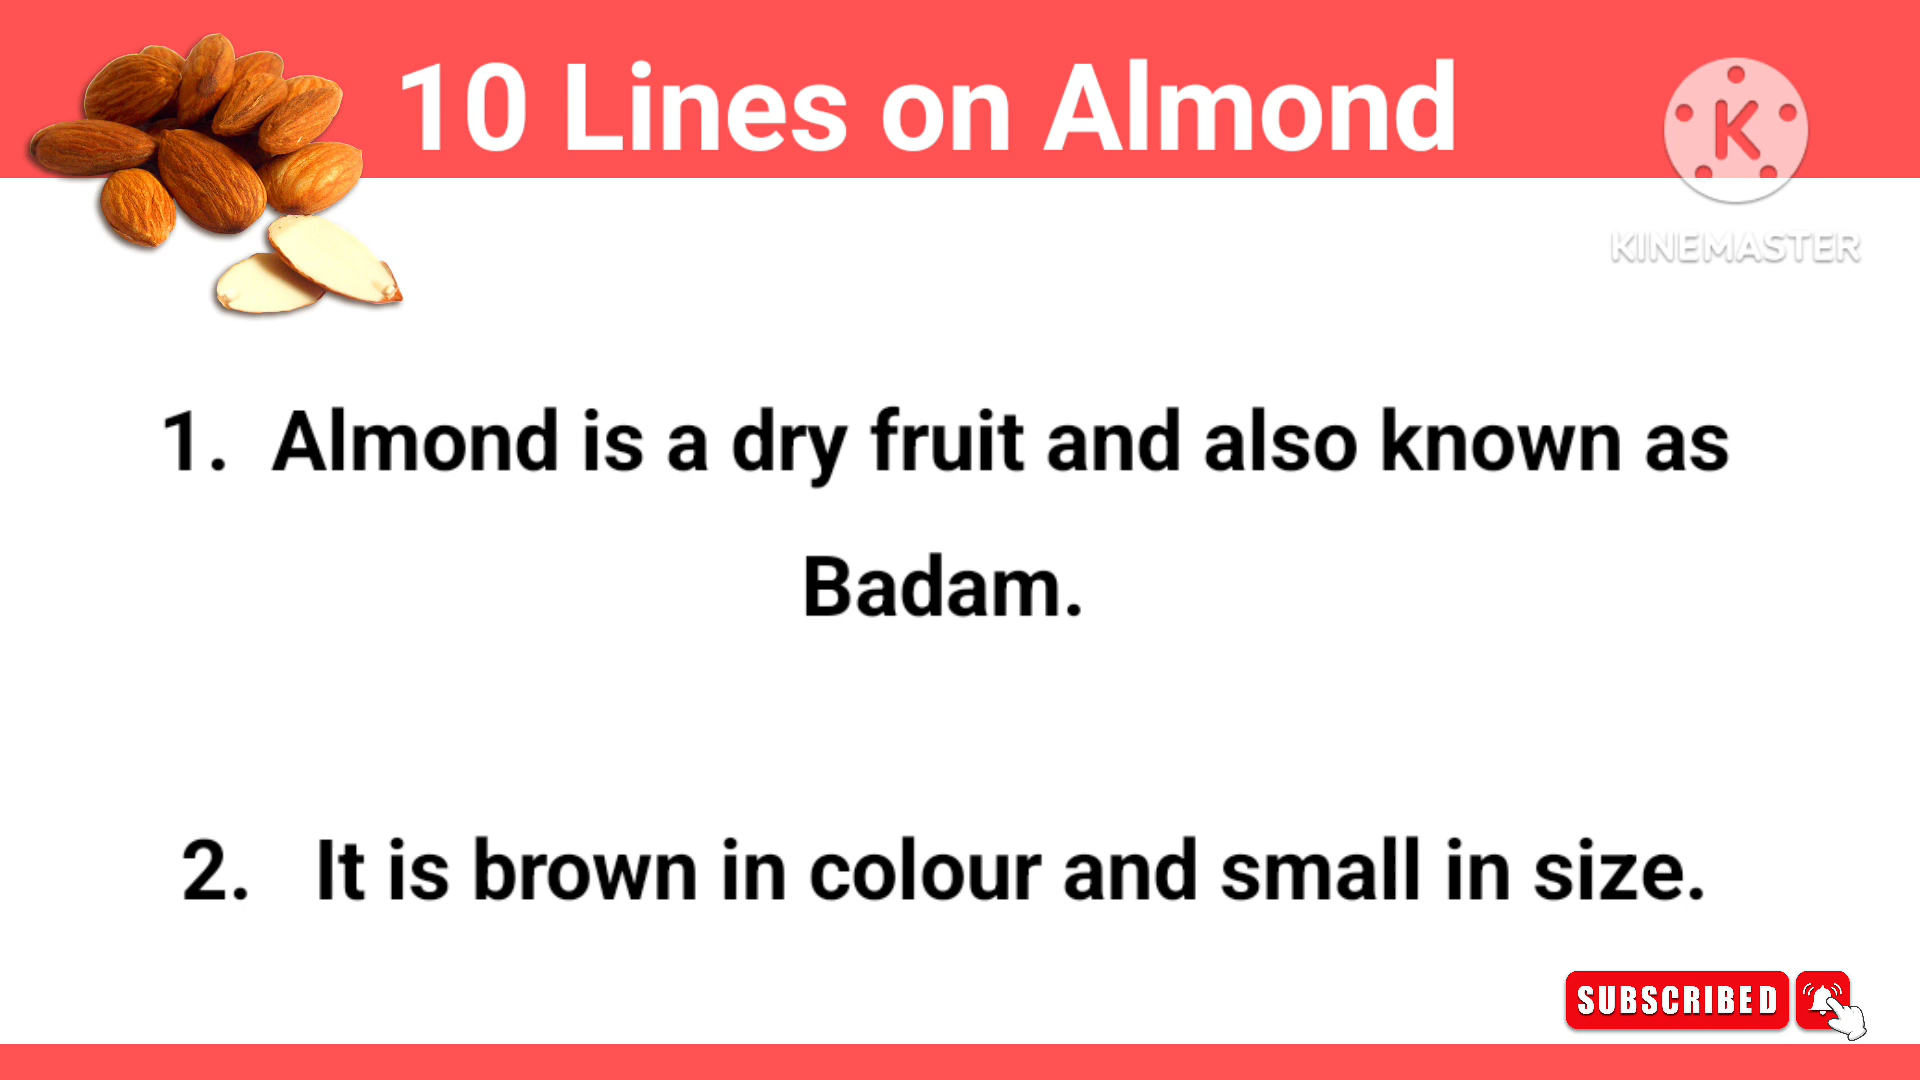 10 Lines on Almond
K
KINEMASTER
1. Almond is a dry fruit and also known as
Badam.
2. It is brown in colour and small in size.
SUBSCRIBED